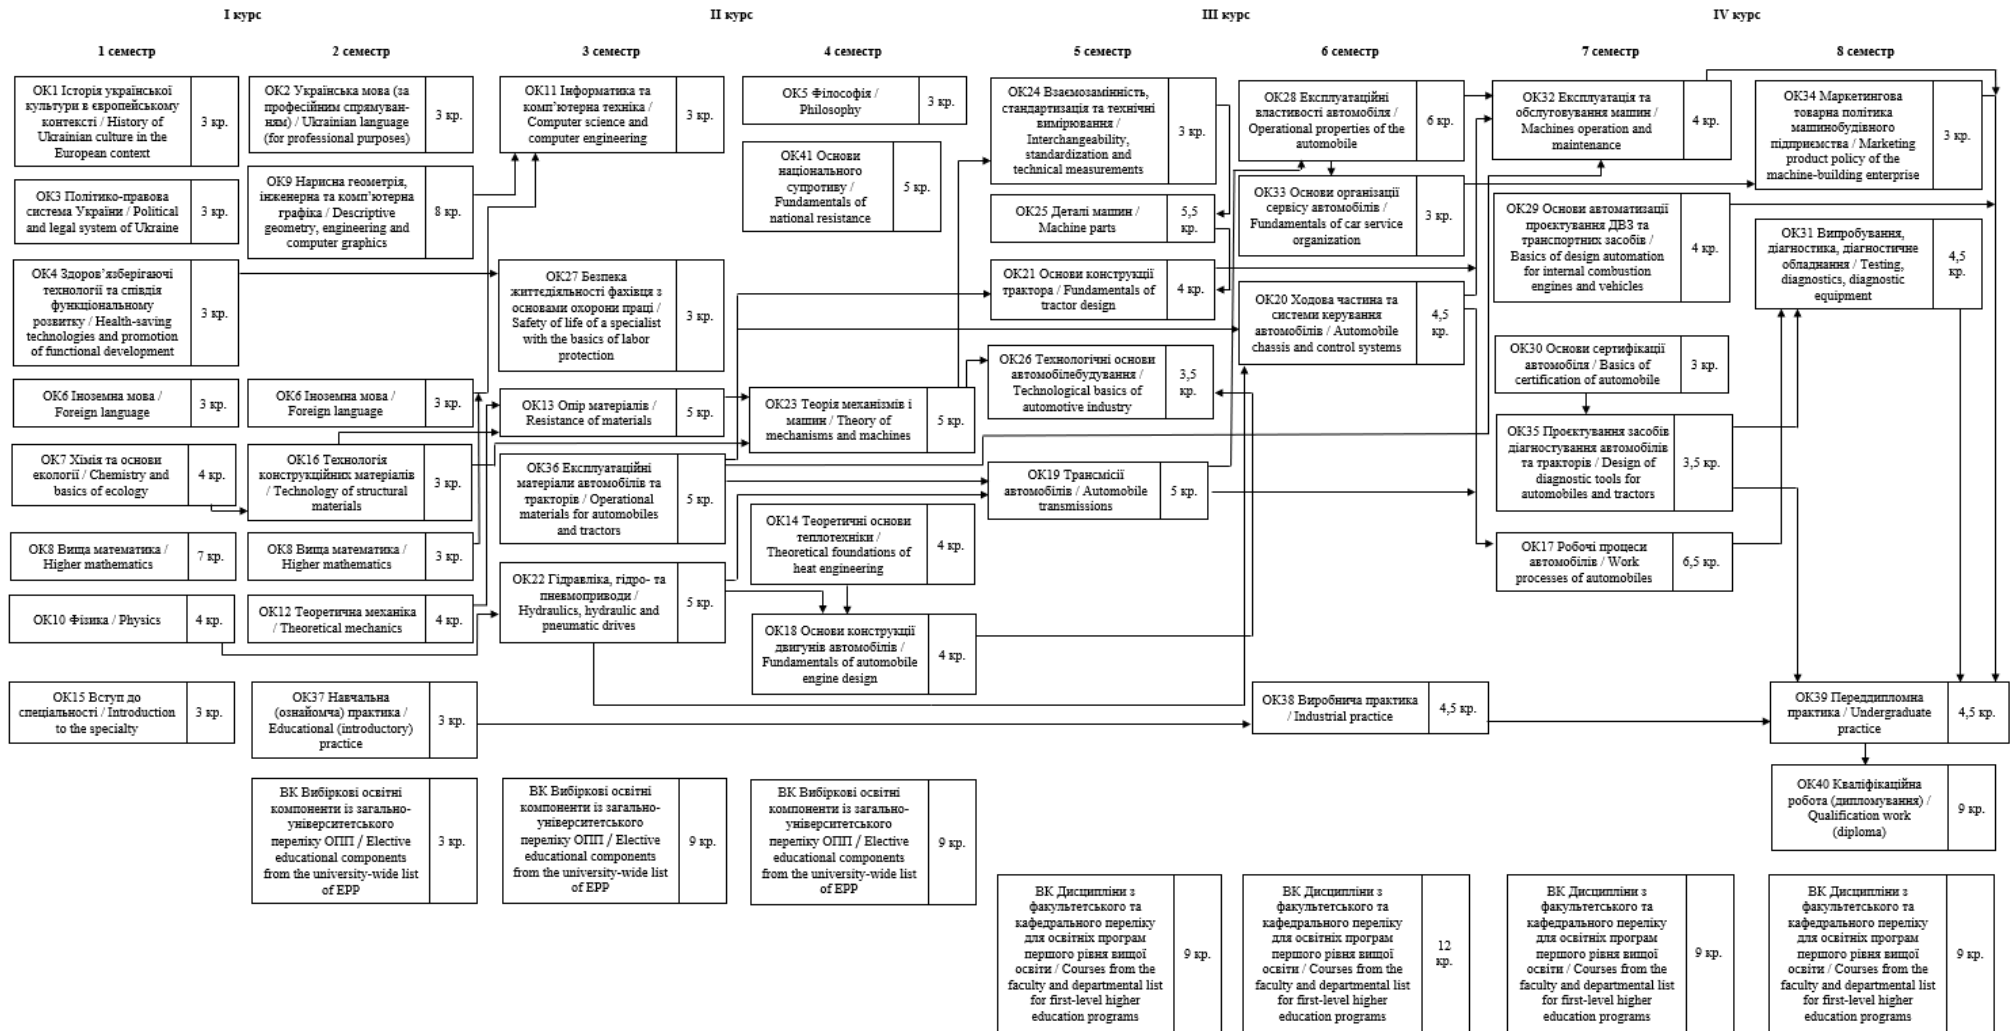 I курс
II курс
III курс
IV курс
1 семестр
2 семестр
3 семестр
4 семестр
5 семестр
6 семестр
7 семестр
8 семестр
ОК1 Історія української
культури в європейському
контексті / History of
Ukrainian culture in the
European context
3 кр.
ОК3 Політико-правова
система України / Political
and legal system of Ukraine
3 кр.
ОК4 Здоров’язберігаючі
технології та співдія
функціональному
розвитку / Health-saving
technologies and promotion
of functional development
3 кр.
ОК6 Іноземна мова /
Foreign language
3 кр.
ОК7 Хімія та основи
екології / Chemistry and
basics of ecology
4 кр.
ОК8 Вища математика /
Higher mathematics
7 кр.
ОК10 Фізика / Physics
4 кр.
ОК15 Вступ до
спеціальності / Introduction
to the specialty
3 кр.
ОК2 Українська мова (за
професійним спрямуван-
ням) / Ukrainian language
(for professional purposes)
3 кр.
ОК9 Нарисна геометрія,
інженерна та комп’ютерна
графіка / Descriptive
geometry, engineering and
computer graphics
8 кр.
ОК6 Іноземна мова /
Foreign language
3 кр.
ОК16 Технологія
конструкційних матеріалів
/ Technology of structural
materials
3 кр.
ОК8 Вища математика /
Higher mathematics
3 кр.
ОК12 Теоретична механіка
/ Theoretical mechanics
4 кр.
ОК37 Навчальна
(ознайомча) практика /
Educational (introductory)
practice
3 кр.
ВК Вибіркові освітні
компоненти із загально-
університетського
переліку ОПП / Elective
educational components
from the university-wide list
of EPP
3 кр.
ОК11 Інформатика та
комп’ютерна техніка /
Computer science and
computer engineering
3 кр.
ОК27 Безпека
життєдіяльності фахівця з
основами охорони праці /
Safety of life of a specialist
with the basics of labor
protection
3 кр.
ОК13 Опір матеріалів /
Resistance of materials
5 кр.
ОК36 Експлуатаційні
матеріали автомобілів та
тракторів / Operational
materials for automobiles
and tractors
5 кр.
ОК22 Гідравліка, гідро- та
пневмоприводи /
Hydraulics, hydraulic and
pneumatic drives
5 кр.
ВК Вибіркові освітні
компоненти із загально-
університетського
переліку ОПП / Elective
educational components
from the university-wide list
of EPP
9 кр.
ОК5 Філософія /
Philosophy
3 кр.
ОК41 Основи
національного
супротиву /
Fundamentals of
national resistance
5 кр.
ОК23 Теорія механізмів і
машин / Theory of
mechanisms and machines
5 кр.
ОК14 Теоретичні основи
теплотехніки /
Theoretical foundations of
heat engineering
4 кр.
ОК18 Основи конструкції
двигунів автомобілів /
Fundamentals of automobile
engine design
4 кр.
ВК Вибіркові освітні
компоненти із загально-
університетського
переліку ОПП / Elective
educational components
from the university-wide list
of EPP
9 кр.
ОК24 Взаємозамінність,
стандартизація та технічні
вимірювання /
Interchangeability,
standardization and
technical measurements
3 кр.
ОК25 Деталі машин /
Machine parts
5,5
кр.
ОК21 Основи конструкції
трактора / Fundamentals of
tractor design
4 кр.
ОК26 Технологічні основи
автомобілебудування /
Technological basics of
automotive industry
3,5
кр.
ОК19 Трансмісії
автомобілів / Automobile
transmissions
5 кр.
ВК Дисципліни з
факультетського та
кафедрального переліку
для освітніх програм
першого рівня вищої
освіти / Courses from the
faculty and departmental list
for first-level higher
education programs
9 кр.
ОК28 Експлуатаційні
властивості автомобіля /
Operational properties of the
automobile
6 кр.
ОК33 Основи організації
сервісу автомобілів /
Fundamentals of car service
organization
3 кр.
ОК20 Ходова частина та
системи керування
автомобілів / Automobile
chassis and control systems
4,5
кр.
ОК38 Виробнича практика
/ Industrial practice
4,5 кр.
ВК Дисципліни з
факультетського та
кафедрального переліку
для освітніх програм
першого рівня вищої
освіти / Courses from the
faculty and departmental list
for first-level higher
education programs
12
кр.
ОК32 Експлуатація та
обслуговування машин /
Machines operation and
maintenance
4 кр.
ОК29 Основи автоматизації
проєктування ДВЗ та
транспортних засобів /
Basics of design automation
for internal combustion
engines and vehicles
4 кр.
ОК30 Основи сертифікації
автомобіля / Basics of
certification of automobile
3 кр.
ОК35 Проєктування засобів
діагностування автомобілів
та тракторів / Design of
diagnostic tools for
automobiles and tractors
3,5 кр.
ОК17 Робочі процеси
автомобілів / Work
processes of automobiles
6,5 кр.
ВК Дисципліни з
факультетського та
кафедрального переліку
для освітніх програм
першого рівня вищої
освіти / Courses from the
faculty and departmental list
for first-level higher
education programs
9 кр.
ОК34 Маркетингова
товарна політика
машинобудівного
підприємства / Marketing
product policy of the
machine-building enterprise
3 кр.
ОК31 Випробування,
діагностика, діагностичне
обладнання / Testing,
diagnostics, diagnostic
equipment
4,5
кр.
ОК39 Переддипломна
практика / Undergraduate
practice
4,5 кр.
ОК40 Кваліфікаційна
робота (дипломування) /
Qualification work
(diploma)
9 кр.
ВК Дисципліни з
факультетського та
кафедрального переліку
для освітніх програм
першого рівня вищої
освіти / Courses from the
faculty and departmental list
for first-level higher
education programs
9 кр.